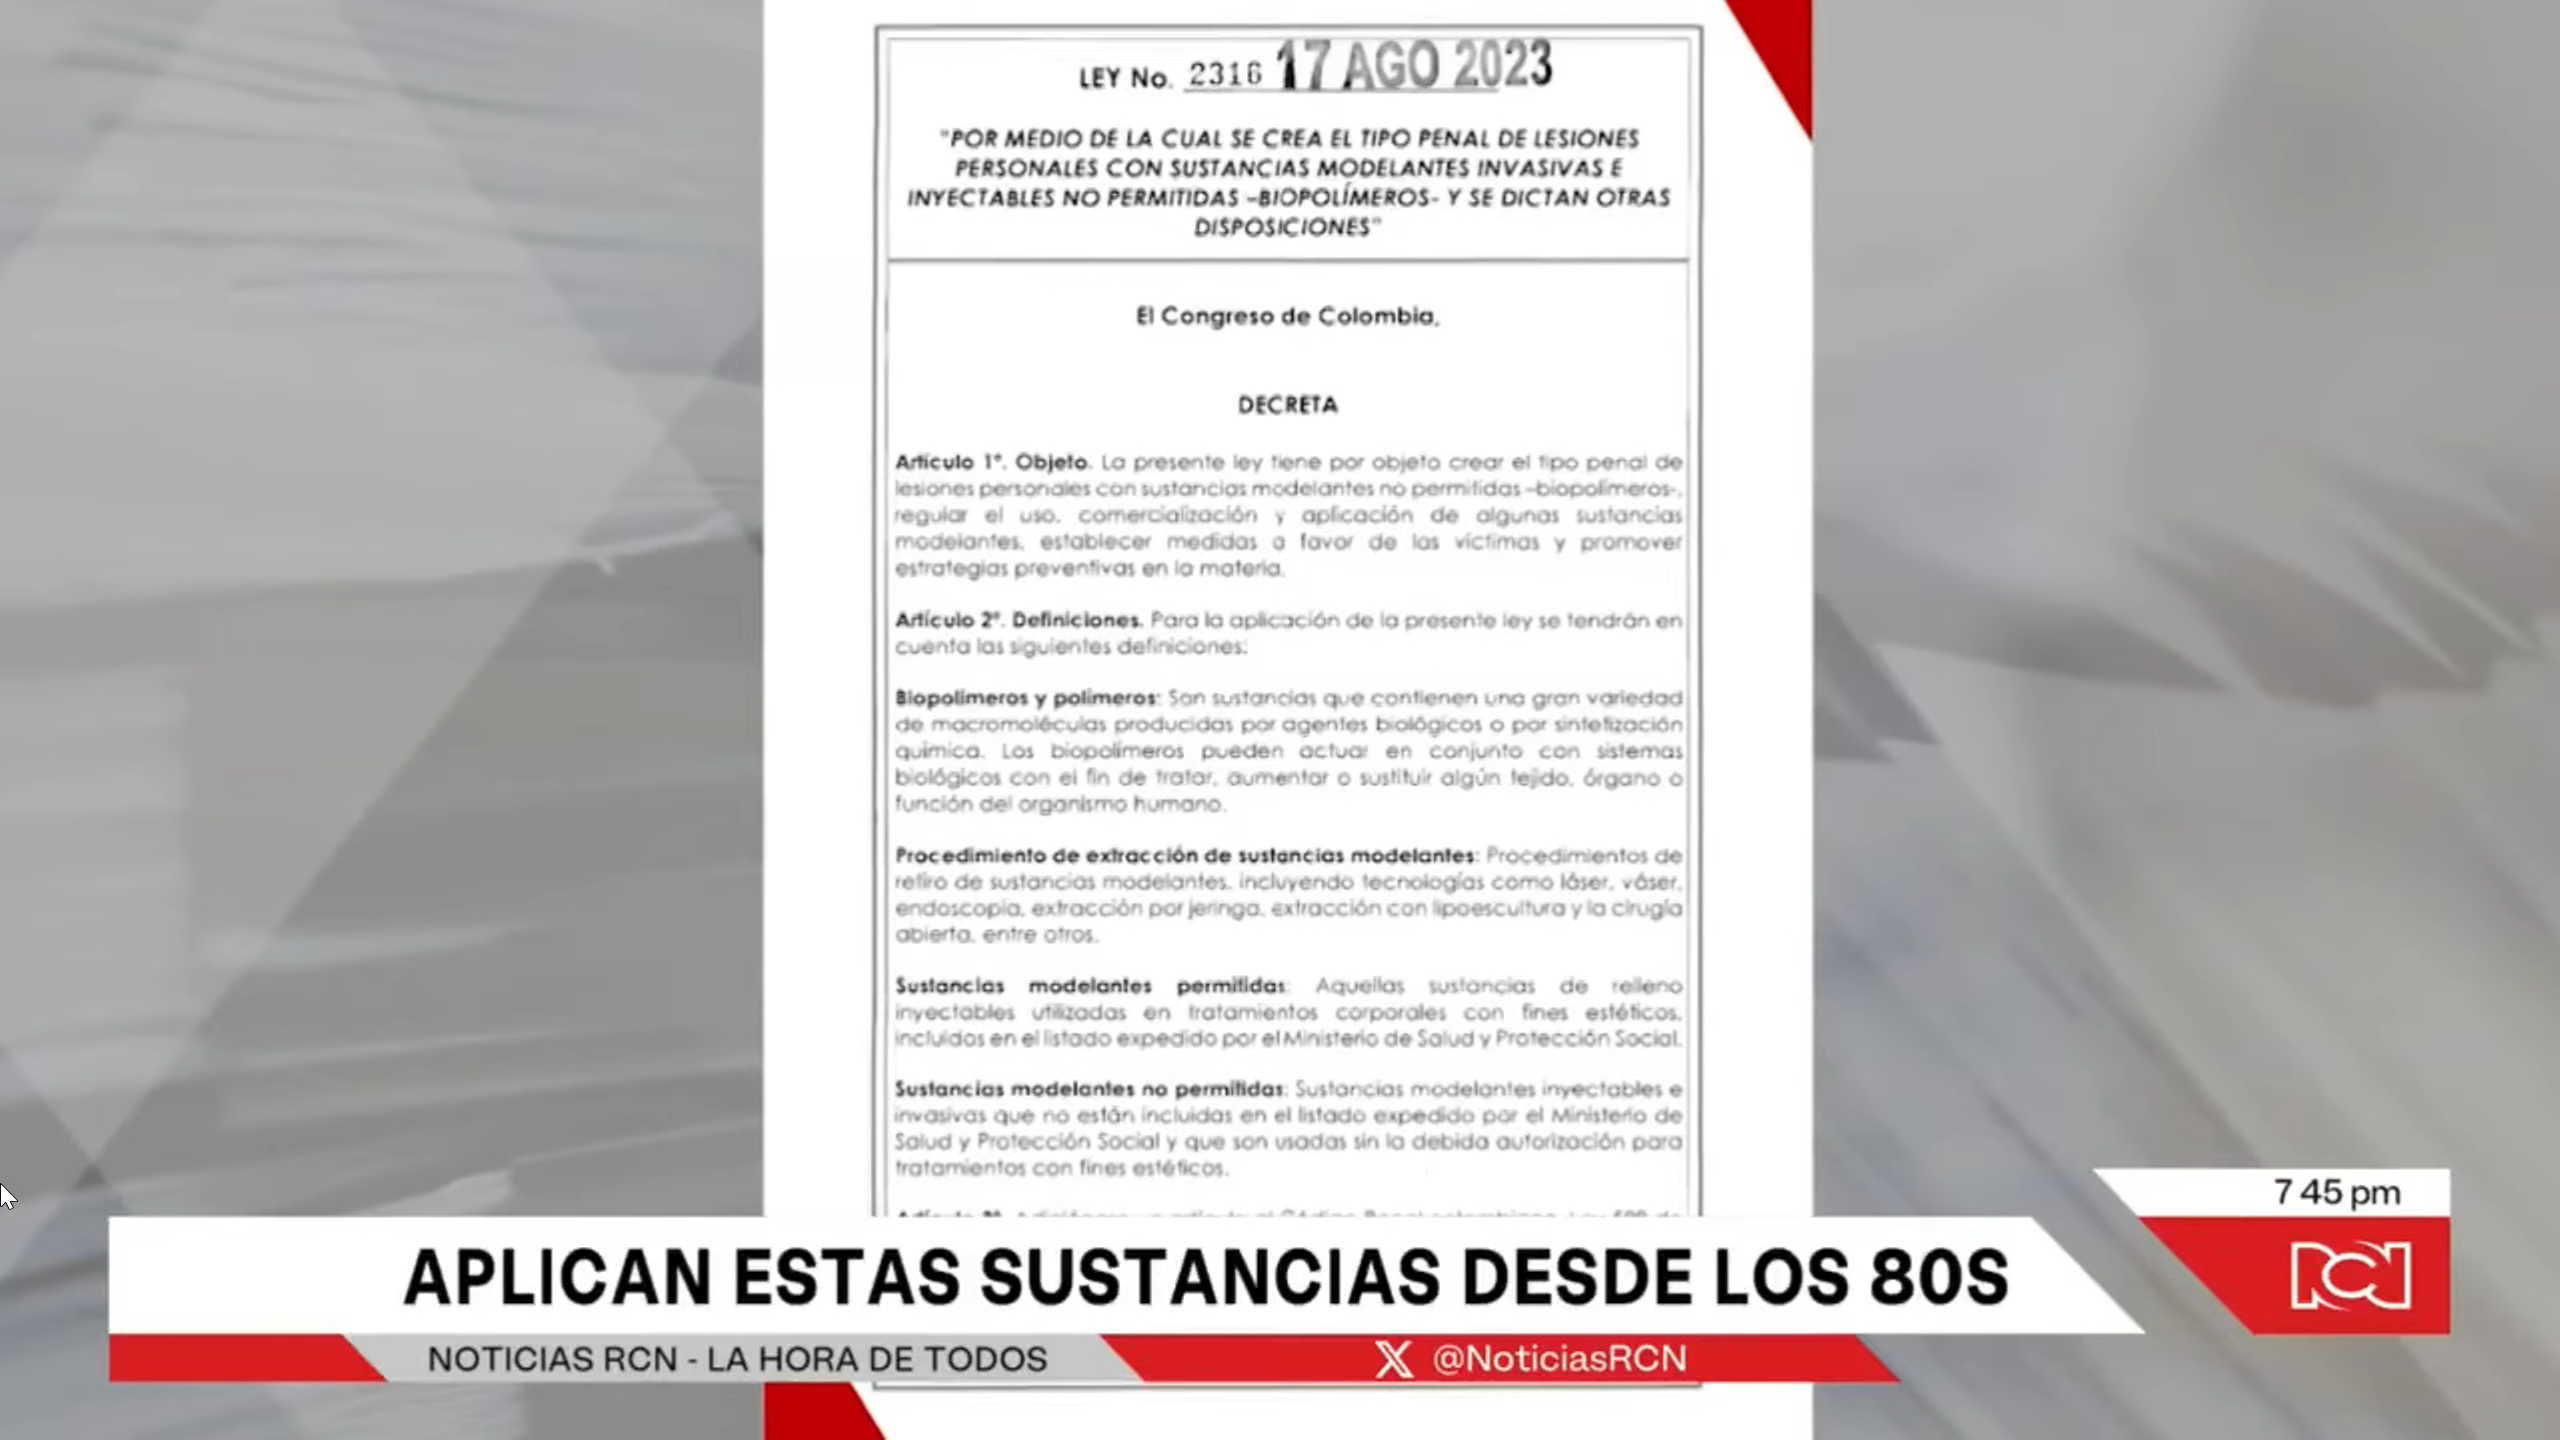 LEY No. 2316 17 AGO 2023
"POR MEDIO DE LA CUAL SE CREA EL TIPO PENAL DE LESIONES
PERSONALES CON SUSTANCIAS MODELANTES INVASIVAS E
INYECTABLES NO PERMITIDAS –BIOPOLÍMEROS- Y SE DICTAN OTRAS
DISPOSICIONES"
El Congreso de Colombia,
DECRETA
Artículo 1°. Objeto. La presente ley tiene por objeto crear el tipo penal de
lesiones personales con sustancias modelantes no permitidas –biopolímeros-,
regular el uso, comercialización y aplicación de algunas sustancias
modelantes, establecer medidas a favor de las víctimas y promover
estrategias preventivas en la materia.
Artículo 2°. Definiciones. Para la aplicación de la presente ley se tendrán en
cuenta las siguientes definiciones:
Biopolímeros y polímeros: Son sustancias que contienen una gran variedad
de macromoléculas producidas por agentes biológicos o por sintetización
química. Los biopolímeros pueden actuar en conjunto con sistemas
biológicos con el fin de tratar, aumentar o sustituir algún tejido, órgano o
función del organismo humano.
Procedimiento de extracción de sustancias modelantes: Procedimientos de
retiro de sustancias modelantes, incluyendo tecnologías como láser, váser,
endoscopia, extracción por jeringa, extracción con lipoescultura y la cirugía
abierta, entre otros.
Sustancias modelantes permitidas: Aquellas sustancias de relleno
inyectables utilizadas en tratamientos corporales con fines estéticos,
incluidos en el listado expedido por el Ministerio de Salud y Protección Social.
Sustancias modelantes no permitidas: Sustancias modelantes inyectables e
invasivas que no están incluidas en el listado expedido por el Ministerio de
Salud y Protección Social y que son usadas sin la debida autorización para
tratamientos con fines estéticos.
7 45 pm
APLICAN ESTAS SUSTANCIAS DESDE LOS 80S
RCN
NOTICIAS RCN - LA HORA DE TODOS
X @NoticiasRCN